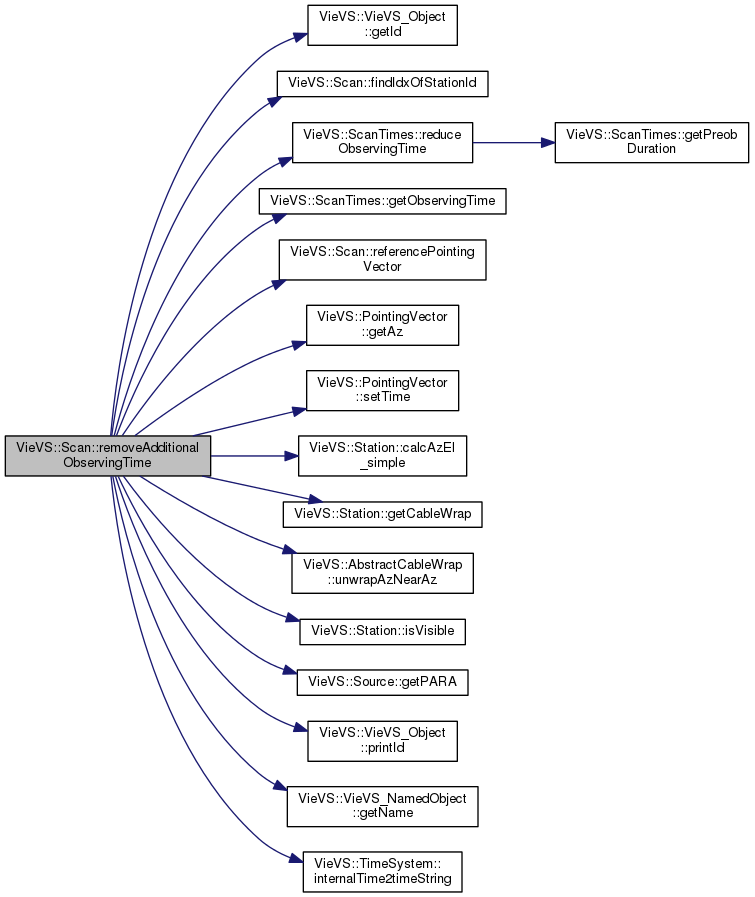 VieVS::VieVS_Object
::getId
VieVS::Scan::findIdxOfStationId
VieVS::ScanTimes::reduce
ObservingTime
VieVS::ScanTimes::getPreob
Duration
VieVS::ScanTimes::getObservingTime
VieVS::Scan::referencePointing
Vector
VieVS::PointingVector
::getAz
VieVS::PointingVector
::setTime
VieVS::Scan::removeAdditional
ObservingTime
VieVS::Station::calcAzEl
_simple
VieVS::Station::getCableWrap
VieVS::AbstractCableWrap
::unwrapAzNearAz
VieVS::Station::isVisible
VieVS::Source::getPARA
VieVS::VieVS_Object
::printId
VieVS::VieVS_NamedObject
::getName
VieVS::TimeSystem::
internalTime2timeString